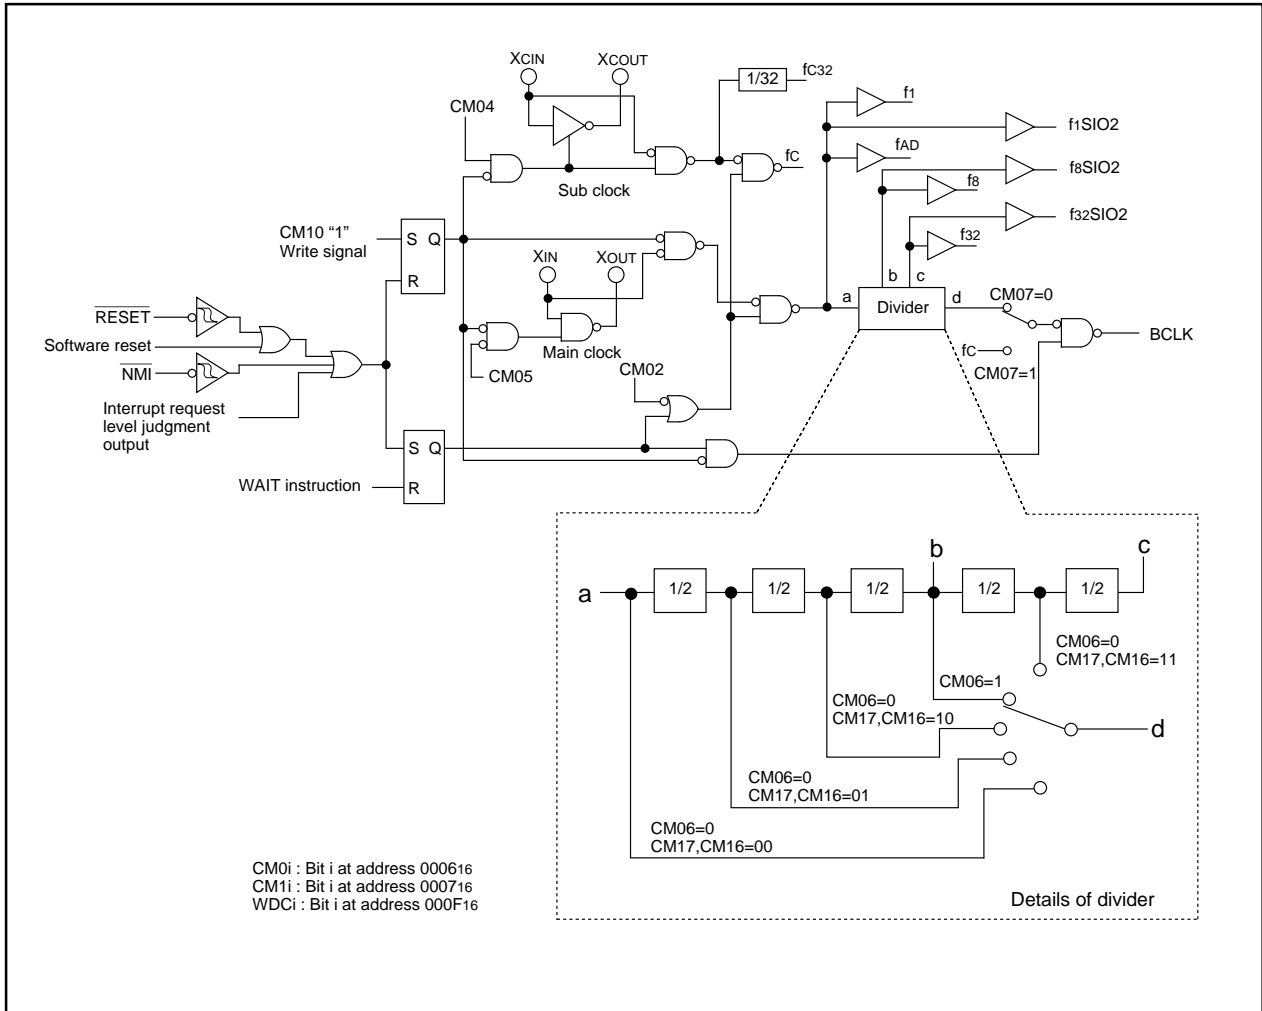 XCIN
XCOUT
1/32
fC32
CM04
f1
f1SIO2
fC
fAD
f8SIO2
Sub clock
f8
CM10 “1”
Write signal
S Q
R
f32SIO2
XIN
XOUT
f32
b c
RESET
a
Divider
d
CM07=0
Software reset
Main clock
BCLK
NMI
CM05
CM02
fC
CM07=1
Interrupt request
level judgment
output
S Q
WAIT instruction
R
b
c
a
1/2
1/2
1/2
1/2
1/2
CM06=0
CM17,CM16=11
CM06=1
CM06=0
CM17,CM16=10
d
CM06=0
CM17,CM16=01
CM06=0
CM17,CM16=00
CM0i : Bit i at address 000616
CM1i : Bit i at address 000716
WDCi : Bit i at address 000F16
Details of divider